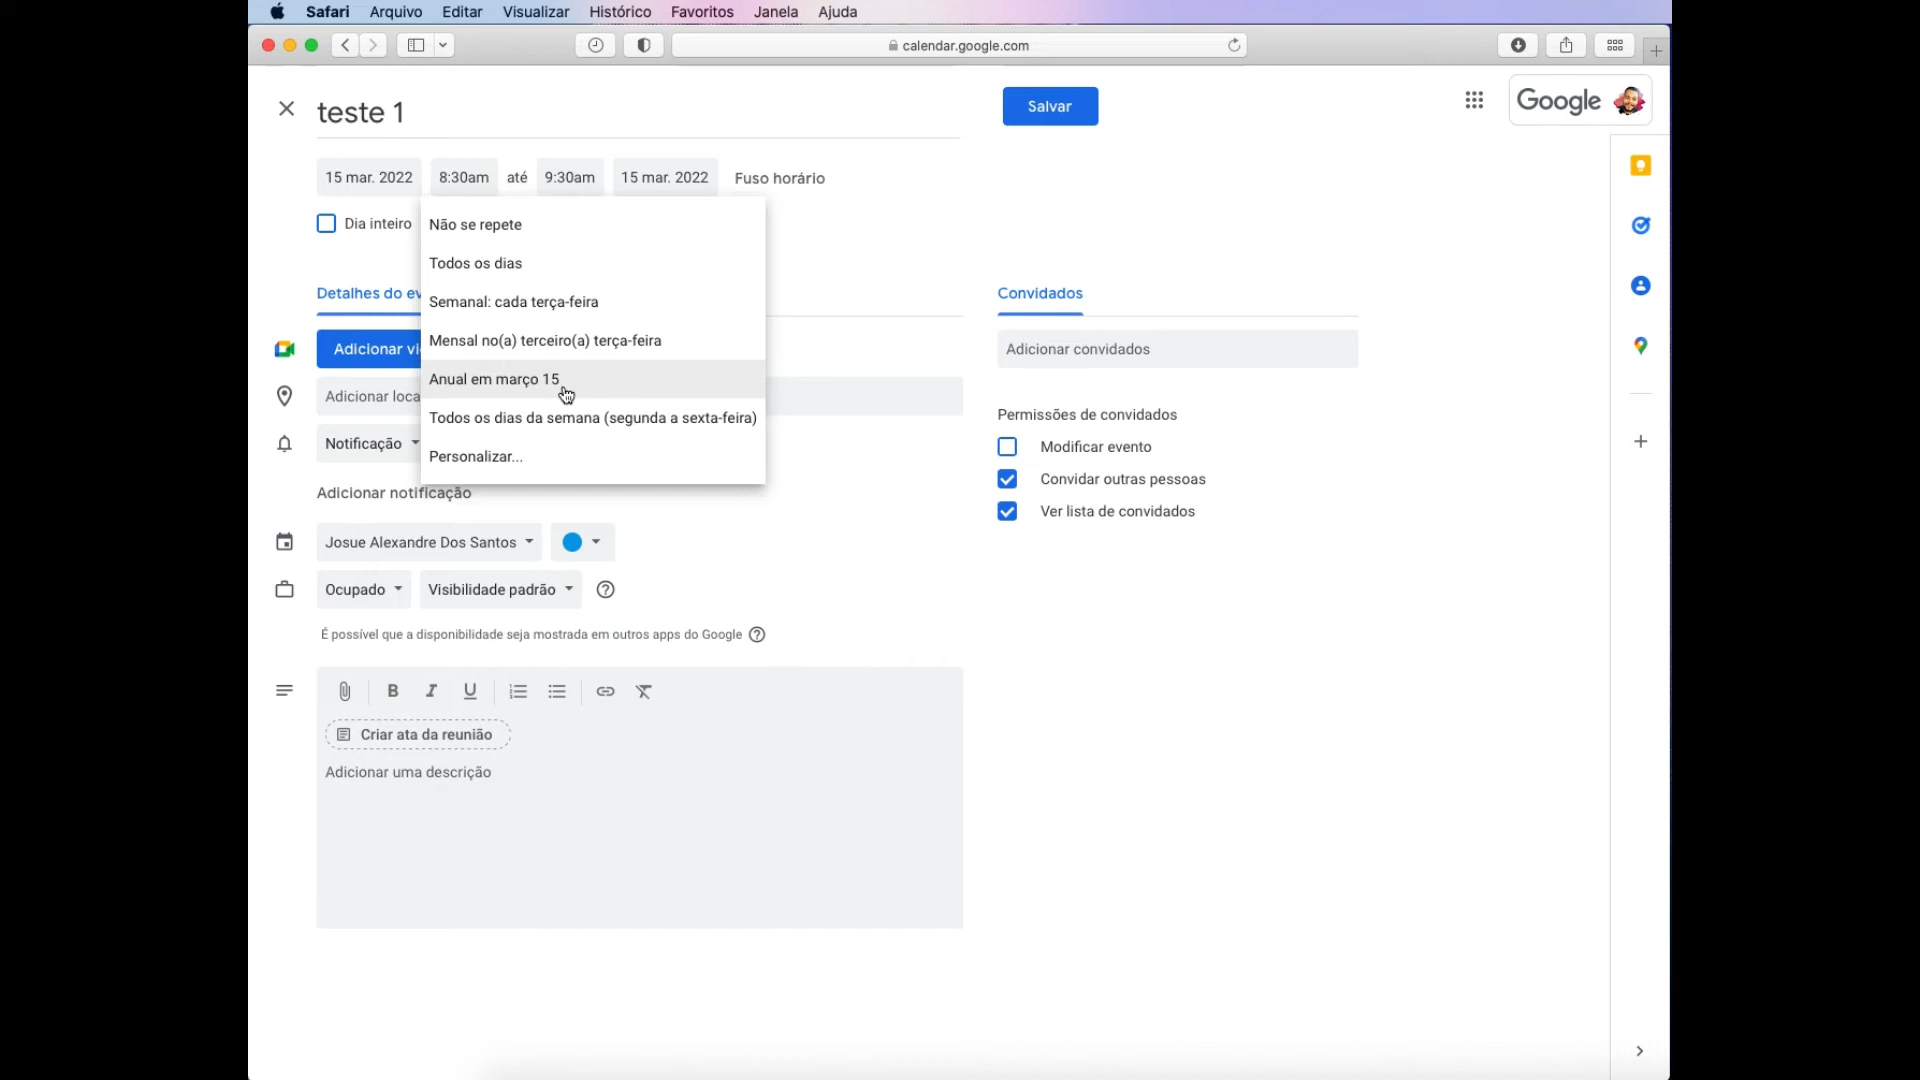 Safari Arquivo Editar Visualizar Histórico Favoritos Janela Ajuda
calendar.google.com
teste 1
Salvar
Google
15 mar. 2022 8:30am até 9:30am 15 mar. 2022 Fuso horário
Dia inteiro
Não se repete
Todos os dias
Semanal: cada terça-feira
Mensal no(a) terceiro(a) terça-feira
Anual em março 15
Todos os dias da semana (segunda a sexta-feira)
Personalizar...
Detalhes do ev
Adicionar vi
Adicionar loca
Notificação
Adicionar notificação
Josue Alexandre Dos Santos
Ocupado Visibilidade padrão
É possível que a disponibilidade seja mostrada em outros apps do Google
B I U
Criar ata da reunião
Adicionar uma descrição
Convidados
Adicionar convidados
Permissões de convidados
Modificar evento
Convidar outras pessoas
Ver lista de convidados